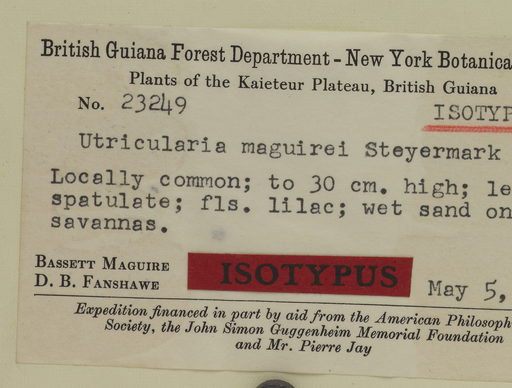 British Guiana Forest Department - New York Botanica
Plants of the Kaieteur Plateau, British Guiana
No. 23249
ISOTYP
Utricularia maguirei Steyermark
Locally common; to 30 cm. high; le
spatulate; fls. lilac; wet sand on
savannas.
Bassett Maguire
D. B. Fanshawe
ISOTYPUS
May 5,
Expedition financed in part by aid from the American Philosoph
Society, the John Simon Guggenheim Memorial Foundation
and Mr. Pierre Jay